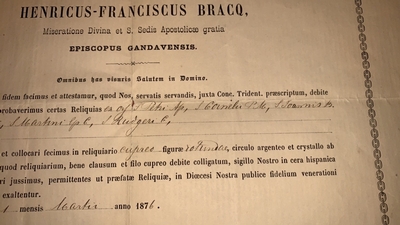 HENRICUS-FRANCISCUS BRACQ,
Miseratione Divina et S. Sedis Apostolicæ gratia
EPISCOPUS GANDAVENSIS.
Omnibus has visuris Salutem in Domino.
fidem facimus et attestamur, quod Nos, servatis servandis, juxta Conc. Trident. præscriptum, debite
probaverimus certas Reliquias ex
S. Martini
et collocari fecimus in reliquiario cupreo figuræ rotundæ, circulo argenteo et crystallo ab
quod reliquiarium, bene clausum et filo cupreo debite colligatum, sigillo Nostro in cera hispanica
ri jussimus, permittentes ut præfatæ Reliquiæ, in Diœcesi Nostra publice fidelium venerationi
exaltentur.
mensis Martii anno 1876.